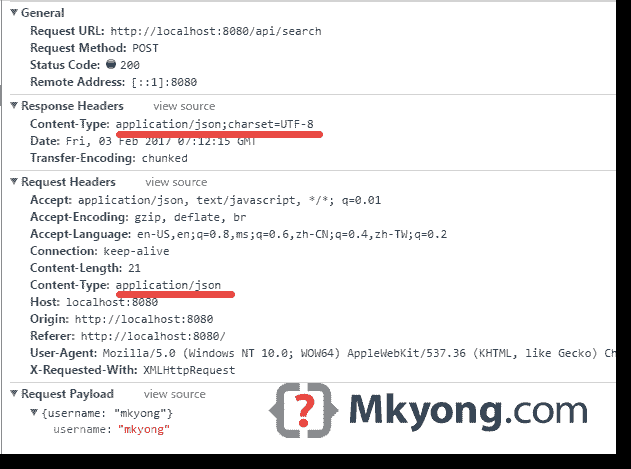 General
Request URL: http://localhost:8080/api/search
Request Method: POST
Status Code: 200
Remote Address: [::1]:8080
Response Headers view source
Content-Type: application/json;charset=UTF-8
Date: Fri, 03 Feb 2017 07:12:15 GMT
Transfer-Encoding: chunked
Request Headers view source
Accept: application/json, text/javascript, */*; q=0.01
Accept-Encoding: gzip, deflate, br
Accept-Language: en-US,en;q=0.8,ms;q=0.6,zh-CN;q=0.4,zh-TW;q=0.2
Connection: keep-alive
Content-Length: 21
Content-Type: application/json
Host: localhost:8080
Origin: http://localhost:8080
Referer: http://localhost:8080/
User-Agent: Mozilla/5.0 (Windows NT 10.0; WOW64) AppleWebKit/537.36 (KHTML, like Gecko) Ch
X-Requested-With: XMLHttpRequest
Request Payload view source
{username: "mkyong"}
username: "mkyong"
{?} Mkyong.com